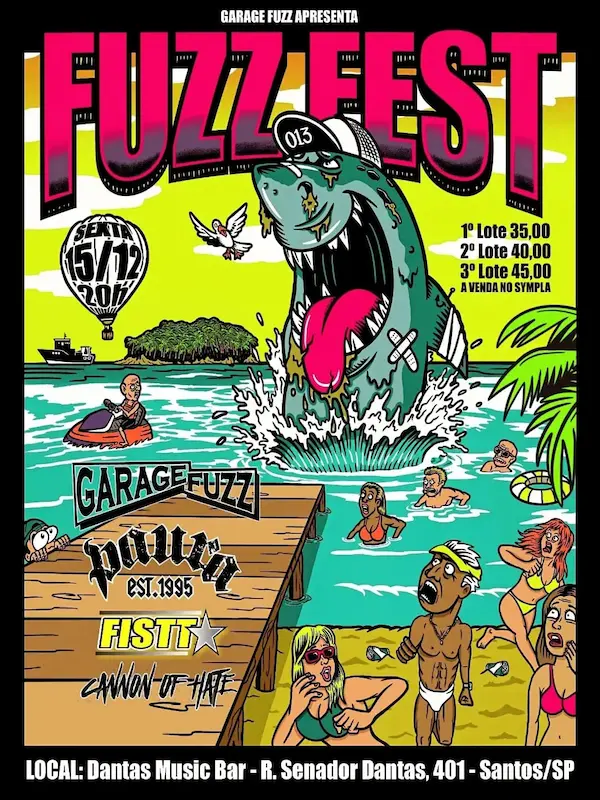 GARAGE FUZZ APRESENTA
FUZZ FEST
013
SEXTA
15/12
20h
1º Lote 35,00
2º Lote 40,00
3º Lote 45,00
A VENDA NO SYMPLA
GARAGE FUZZ
Paura
EST.1995
FISTT
CANNON OF HATE
LOCAL: Dantas Music Bar - R. Senador Dantas, 401 - Santos/SP